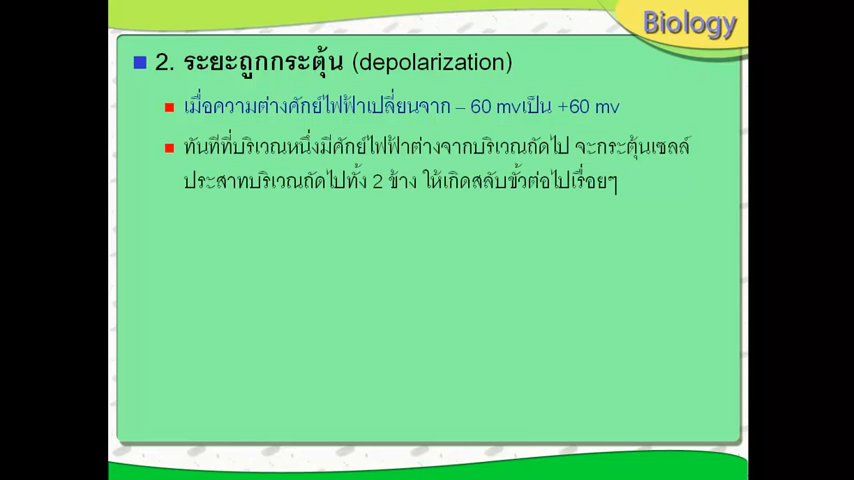 Biology
2. ระยะถูกกระตุ้น (depolarization)
เมื่อความต่างศักย์ไฟฟ้าเปลี่ยนจาก – 60 mvเป็น +60 mv
ทันทีที่บริเวณหนึ่งมีศักย์ไฟฟ้าต่างจากบริเวณถัดไป จะกระตุ้นเซลล์
ประสาทบริเวณถัดไปทั้ง 2 ข้าง ให้เกิดสลับขั้วต่อไปเรื่อยๆ